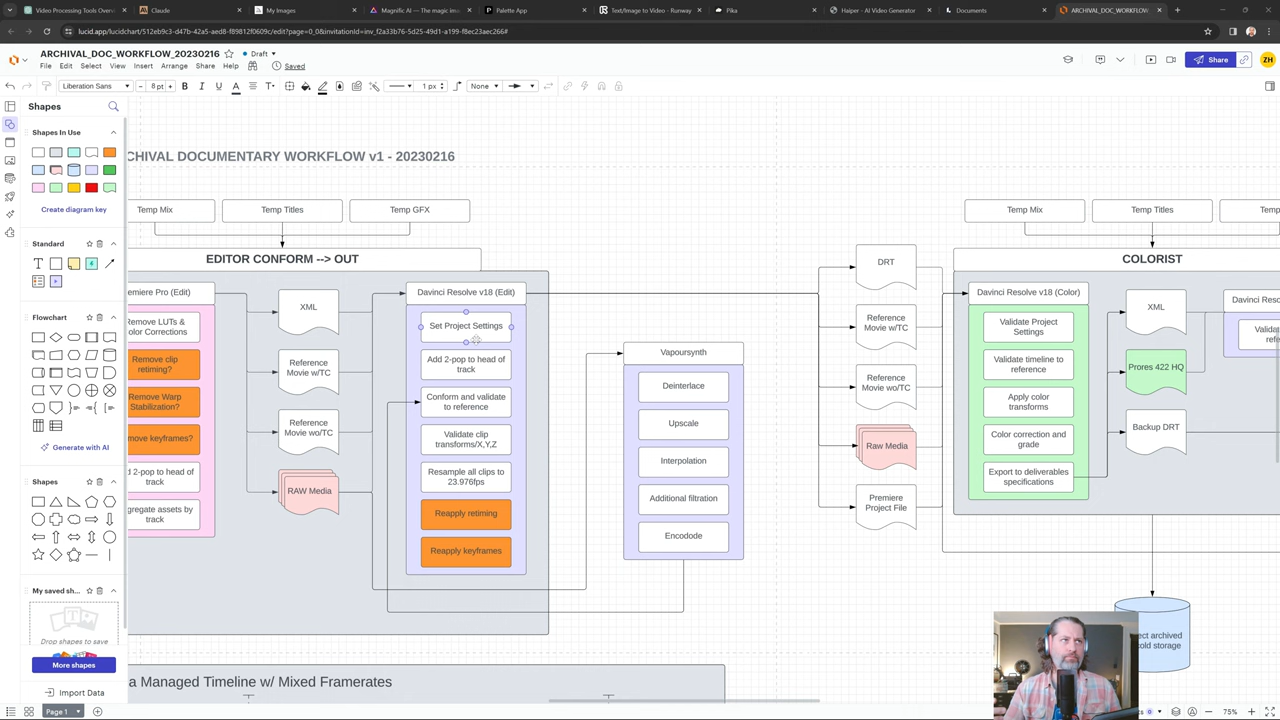 Video Processing Tools Overv
Claude
My Images
Magnific AI — The magic im
Palette App
Text/Image to Video - Runway
Pika
Haiper - AI Video Generator
Documents
ARCHIVAL_DOC_WORKFLOW_
lucid.app/lucidchart/512eb9c3-d47b-42a5-aed8-f89812f0609c/edit?page=0_0&invitationId=inv_f2a33b76-5d25-49d1-a199-f8ec23aec266#
ARCHIVAL_DOC_WORKFLOW_20230216
Draft
File Edit Select View Insert Arrange Share Help
Saved
Share
ZH
Liberation Sans
8 pt
B I U A T
1 px
None
Shapes
Shapes In Use
Create diagram key
Standard
T
Flowchart
Generate with AI
Shapes
My saved sh...
Drop shapes to save
More shapes
Import Data
Page 1
75%
CHIVAL DOCUMENTARY WORKFLOW v1 - 20230216
Temp Mix
Temp Titles
Temp GFX
EDITOR CONFORM --> OUT
emiere Pro (Edit)
Remove LUTs &
olor Corrections
Remove clip
retiming?
Remove Warp
Stabilization?
move keyframes?
d 2-pop to head of
track
gregate assets by
track
XML
Reference
Movie w/TC
Reference
Movie wo/TC
RAW Media
Davinci Resolve v18 (Edit)
Set Project Settings
Add 2-pop to head of
track
Conform and validate
to reference
Validate clip
transforms/X,Y,Z
Resample all clips to
23.976fps
Reapply retiming
Reapply keyframes
Vapoursynth
Deinterlace
Upscale
Interpolation
Additional filtration
Encodode
DRT
Reference
Movie w/TC
Reference
Movie wo/TC
Raw Media
Premiere
Project File
Temp Mix
Temp Titles
Temp
COLORIST
Davinci Resolve v18 (Color)
Validate Project
Settings
Validate timeline to
reference
Apply color
transforms
Color correction and
grade
Export to deliverables
specifications
XML
Prores 422 HQ
Backup DRT
Davinci Reso
Validat
refe
ect archived
old storage
a Managed Timeline w/ Mixed Framerates